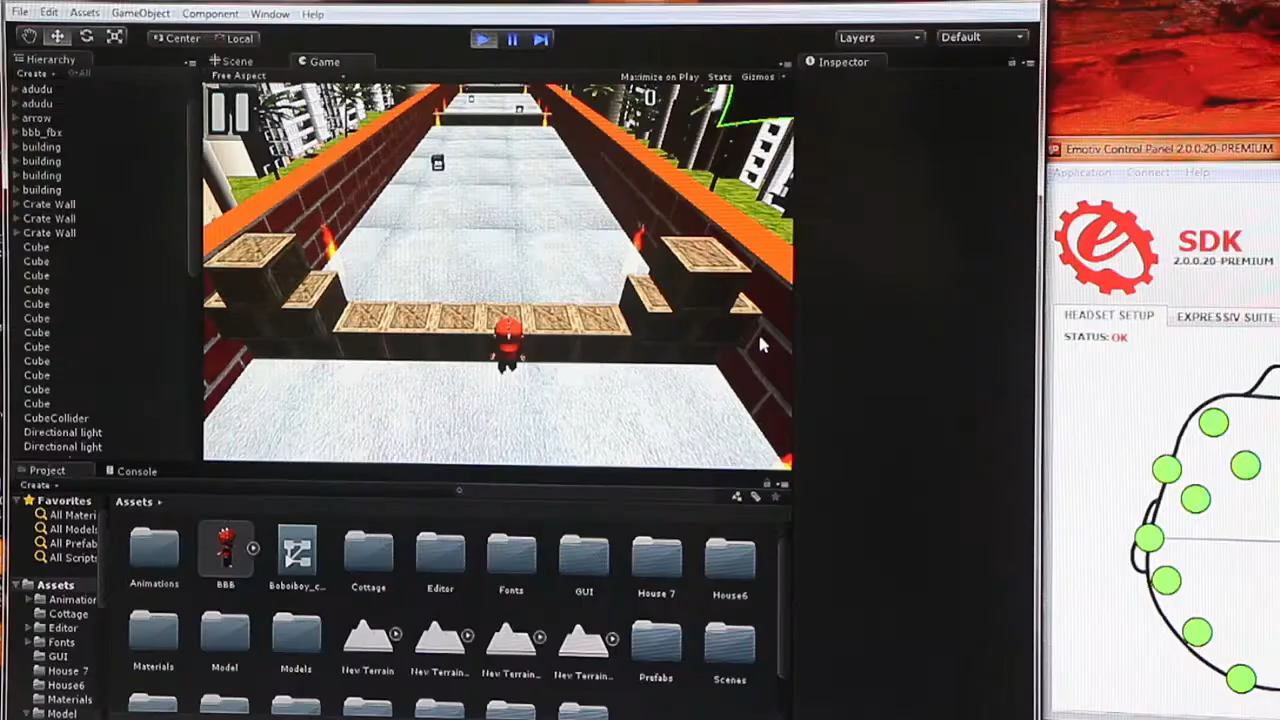 File Edit Assets GameObject Component Window Help
Center Local
Layers Default
Hierarchy
Create All
adudu
adudu
arrow
bbb_fbx
building
building
building
building
Crate Wall
Crate Wall
Crate Wall
Cube
Cube
Cube
Cube
Cube
Cube
Cube
Cube
Cube
Cube
Cube
Cube
CubeCollider
Directional light
Directional light
Scene Game
Free Aspect Maximize on Play Stats Gizmos
0
Inspector
Project Console
Create
Favorites
All Materi
All Models
All Prefab
All Scripts
Assets
Animation
Cottage
Editor
Fonts
GUI
House 7
House6
Materials
Model
Assets
Animations BBB Boboiboy_c... Cottage Editor Fonts GUI House 7 House6
Materials Model Models New Terrain New Terrain... New Terrain... New Terrain... Prefabs Scenes
Emotiv Control Panel 2.0.0.20-PREMIUM
Application Connect Help
SDK
2.0.0.20-PREMIUM
HEADSET SETUP EXPRESSIV SUITE
STATUS: OK